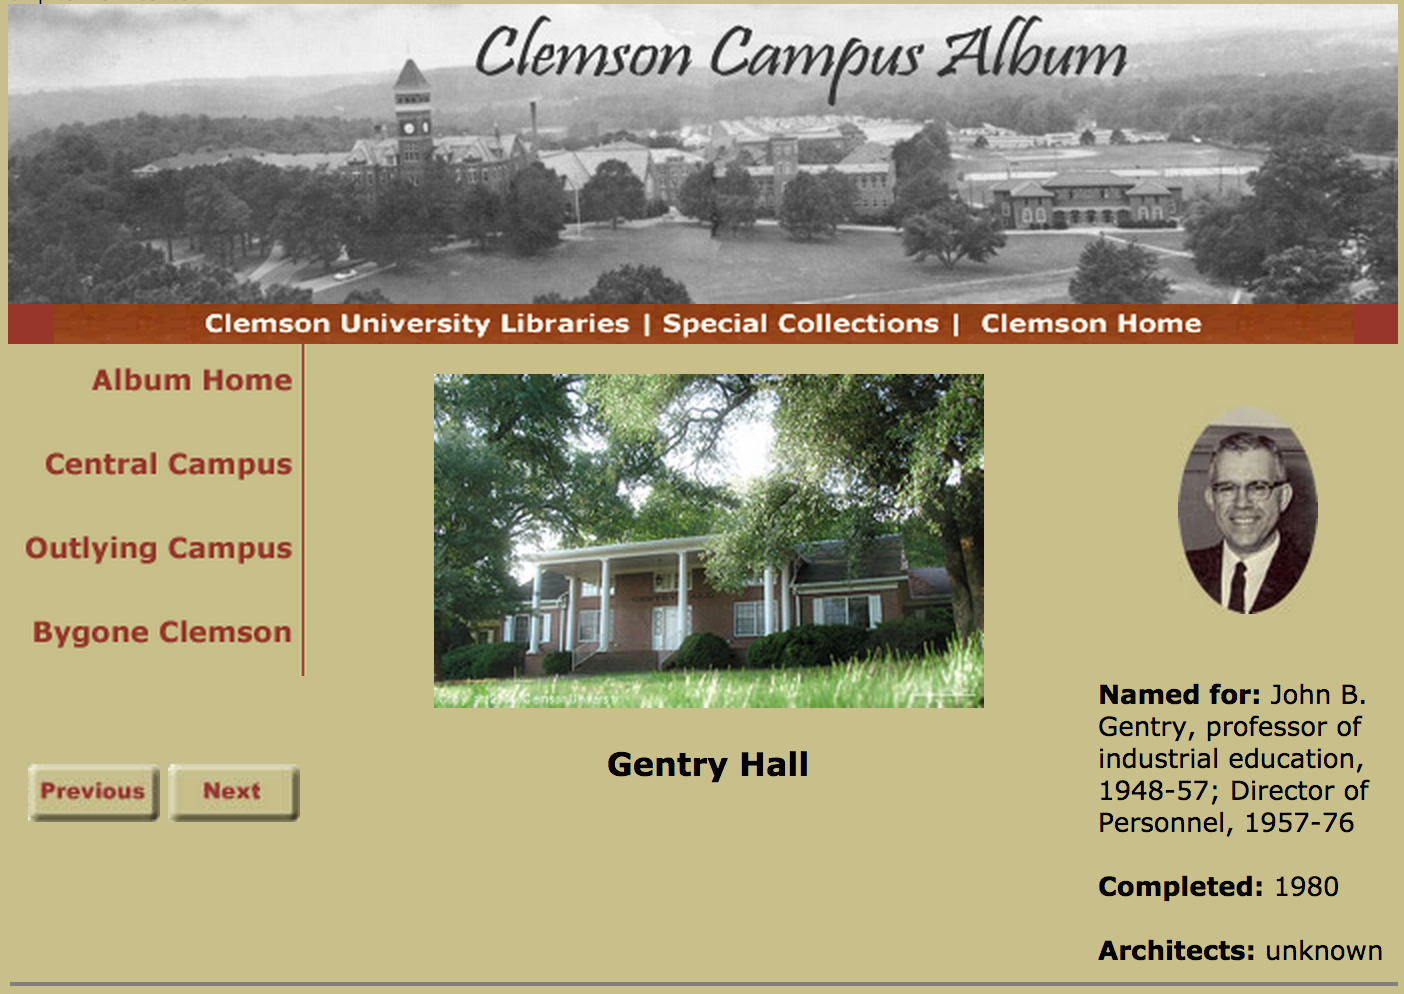 Clemson Campus Album
Clemson University Libraries | Special Collections | Clemson Home
Album Home
Central Campus
Outlying Campus
Bygone Clemson
Previous Next
Gentry Hall
Named for: John B.
Gentry, professor of
industrial education,
1948-57; Director of
Personnel, 1957-76
Completed: 1980
Architects: unknown